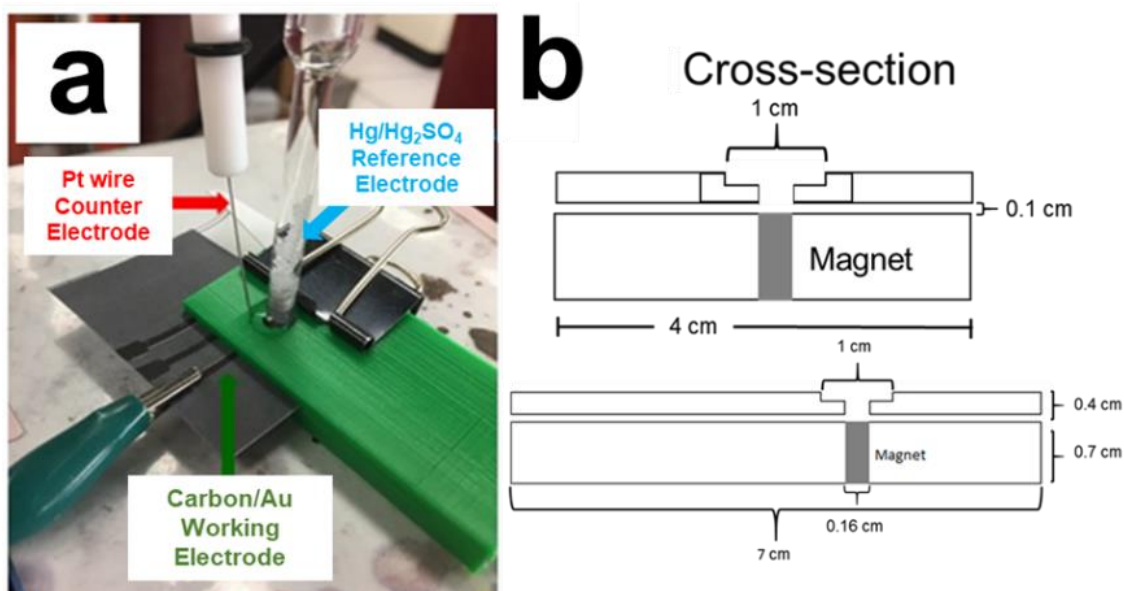 a
Pt wire
Counter
Electrode
Hg/Hg₂SO₄
Reference
Electrode
Carbon/Au
Working
Electrode
b
Cross-section
1 cm
0.1 cm
Magnet
4 cm
1 cm
0.4 cm
Magnet
0.7 cm
0.16 cm
7 cm